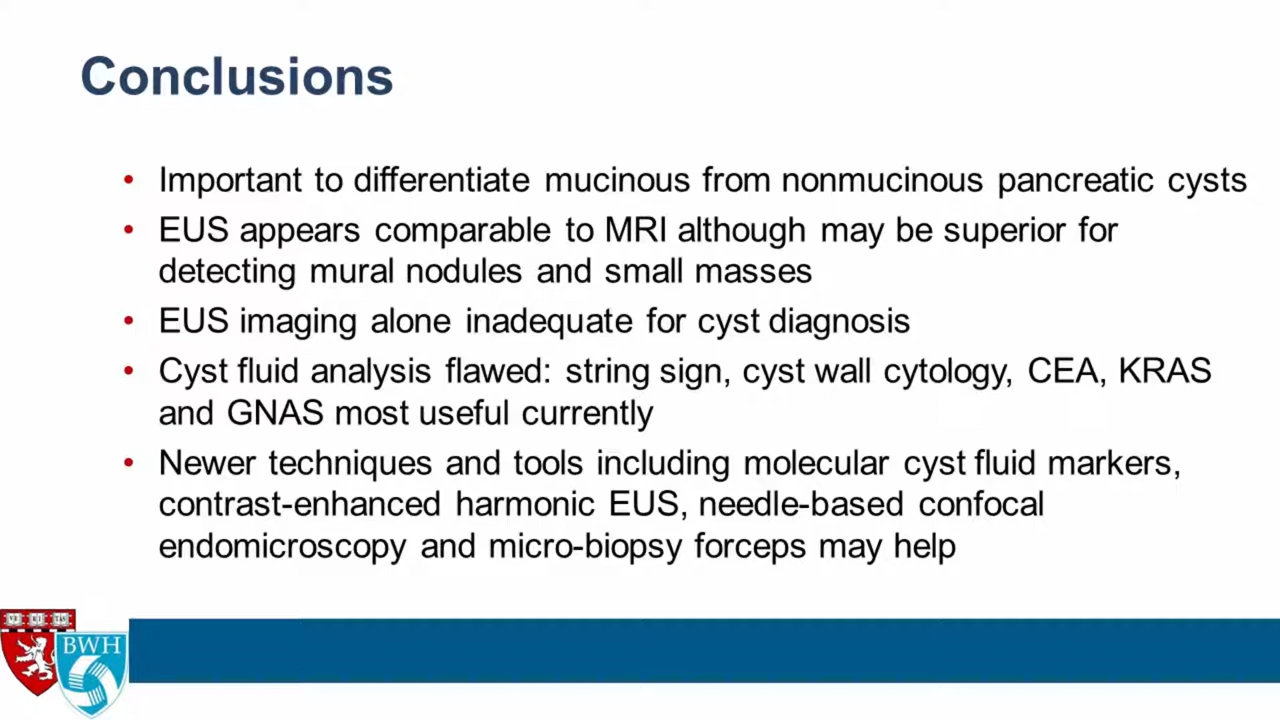 Conclusions
• Important to differentiate mucinous from nonmucinous pancreatic cysts
• EUS appears comparable to MRI although may be superior for
detecting mural nodules and small masses
• EUS imaging alone inadequate for cyst diagnosis
• Cyst fluid analysis flawed: string sign, cyst wall cytology, CEA, KRAS
and GNAS most useful currently
• Newer techniques and tools including molecular cyst fluid markers,
contrast-enhanced harmonic EUS, needle-based confocal
endomicroscopy and micro-biopsy forceps may help
VE RI TAS
BWH